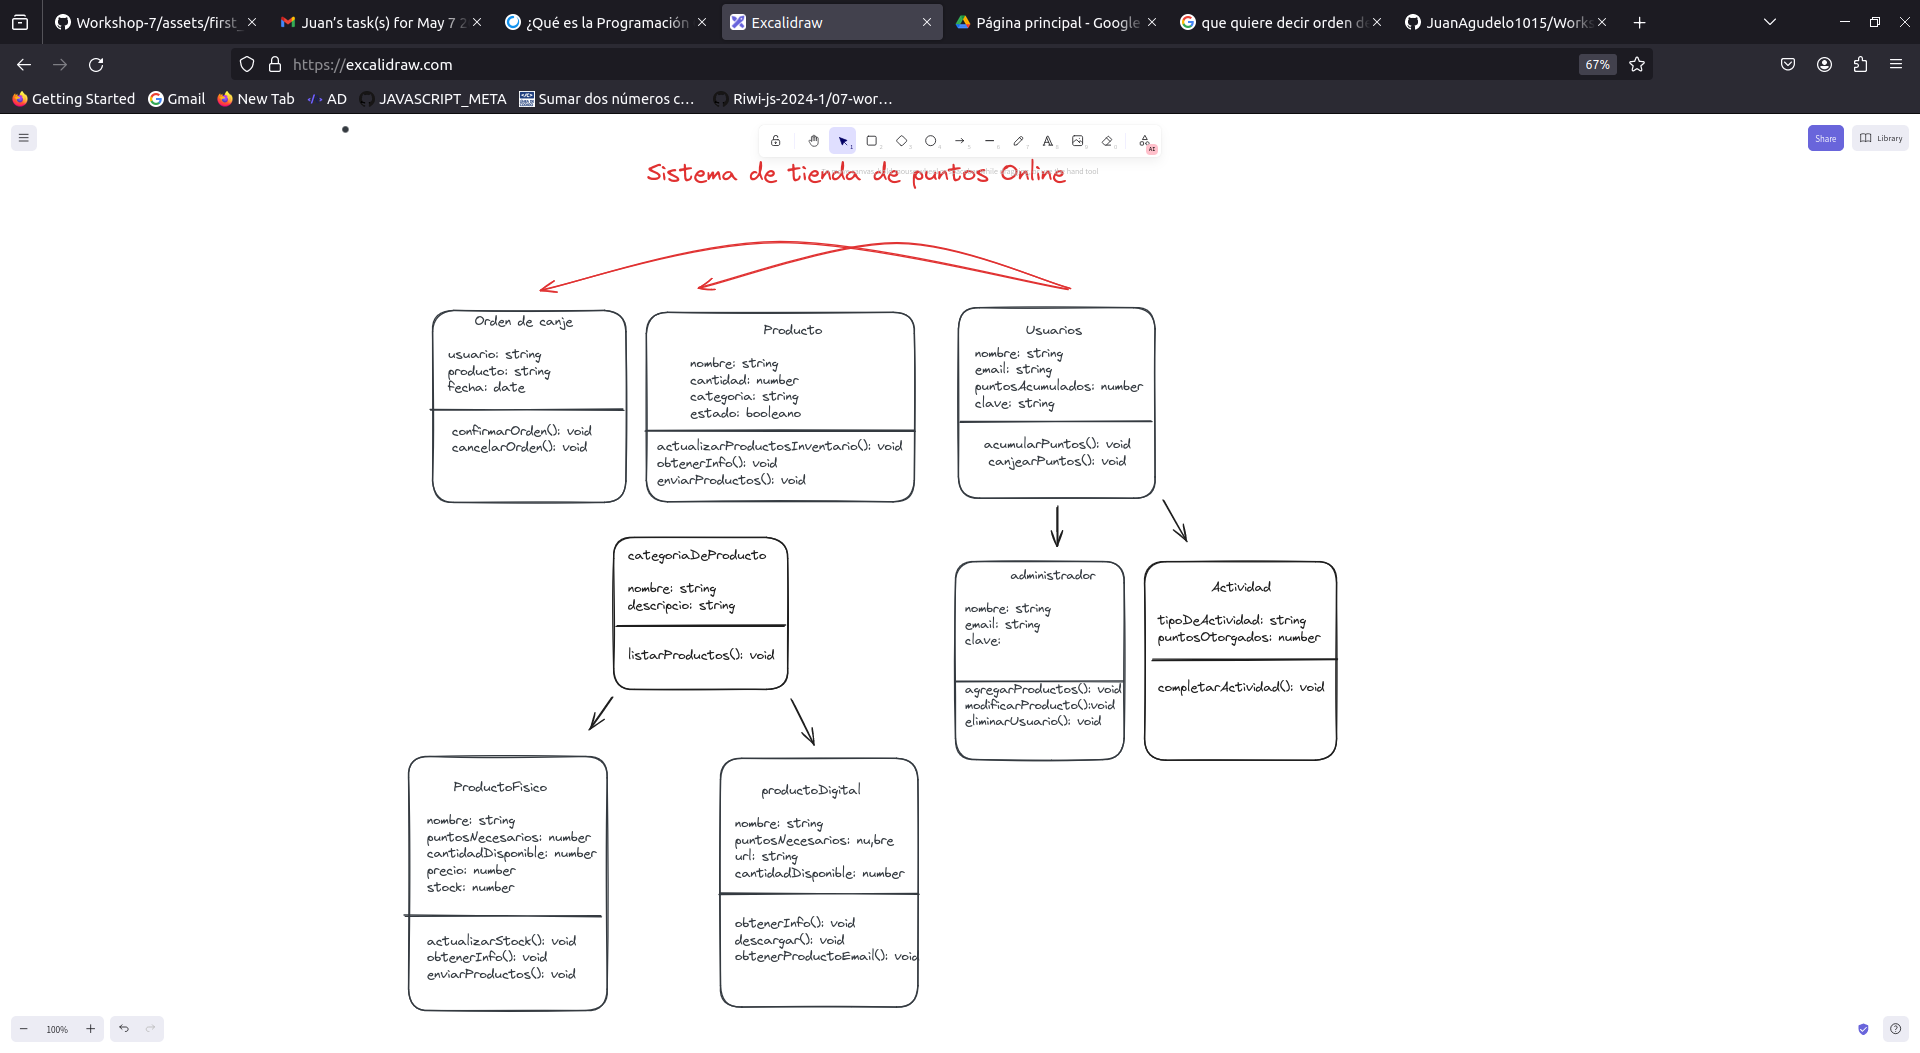 Workshop-7/assets/first_
Juan's task(s) for May 7 2
¿Qué es la Programación
Excalidraw
Página principal - Google
que quiere decir orden de
JuanAgudelo1015/Works
https://excalidraw.com
67%
Getting Started
Gmail
New Tab
AD
JAVASCRIPT_META
Sumar dos números c…
Riwi-js-2024-1/07-wor…
Share
Library
AI
Sistema de tienda de puntos Online
Orden de canje
usuario: string
producto: string
fecha: date
confirmarOrden(): void
cancelarOrden(): void
Producto
nombre: string
cantidad: number
categoria: string
estado: booleano
actualizarProductosInventario(): void
obtenerInfo(): void
enviarProductos(): void
Usuarios
nombre: string
email: string
puntosAcumulados: number
clave: string
acumularPuntos(): void
canjearPuntos(): void
categoriaDeProducto
nombre: string
descripcio: string
listarProductos(): void
administrador
nombre: string
email: string
clave:
agregarProductos(): void
modificarProducto():void
eliminarUsuario(): void
Actividad
tipoDeActividad: string
puntosOtorgados: number
completarActividad(): void
ProductoFisico
nombre: string
puntosNecesarios: number
cantidadDisponible: number
precio: number
stock: number
actualizarStock(): void
obtenerInfo(): void
enviarProductos(): void
productoDigital
nombre: string
puntosNecesarios: nu,bre
url: string
cantidadDisponible: number
obtenerInfo(): void
descargar(): void
obtenerProductoEmail(): void
100%